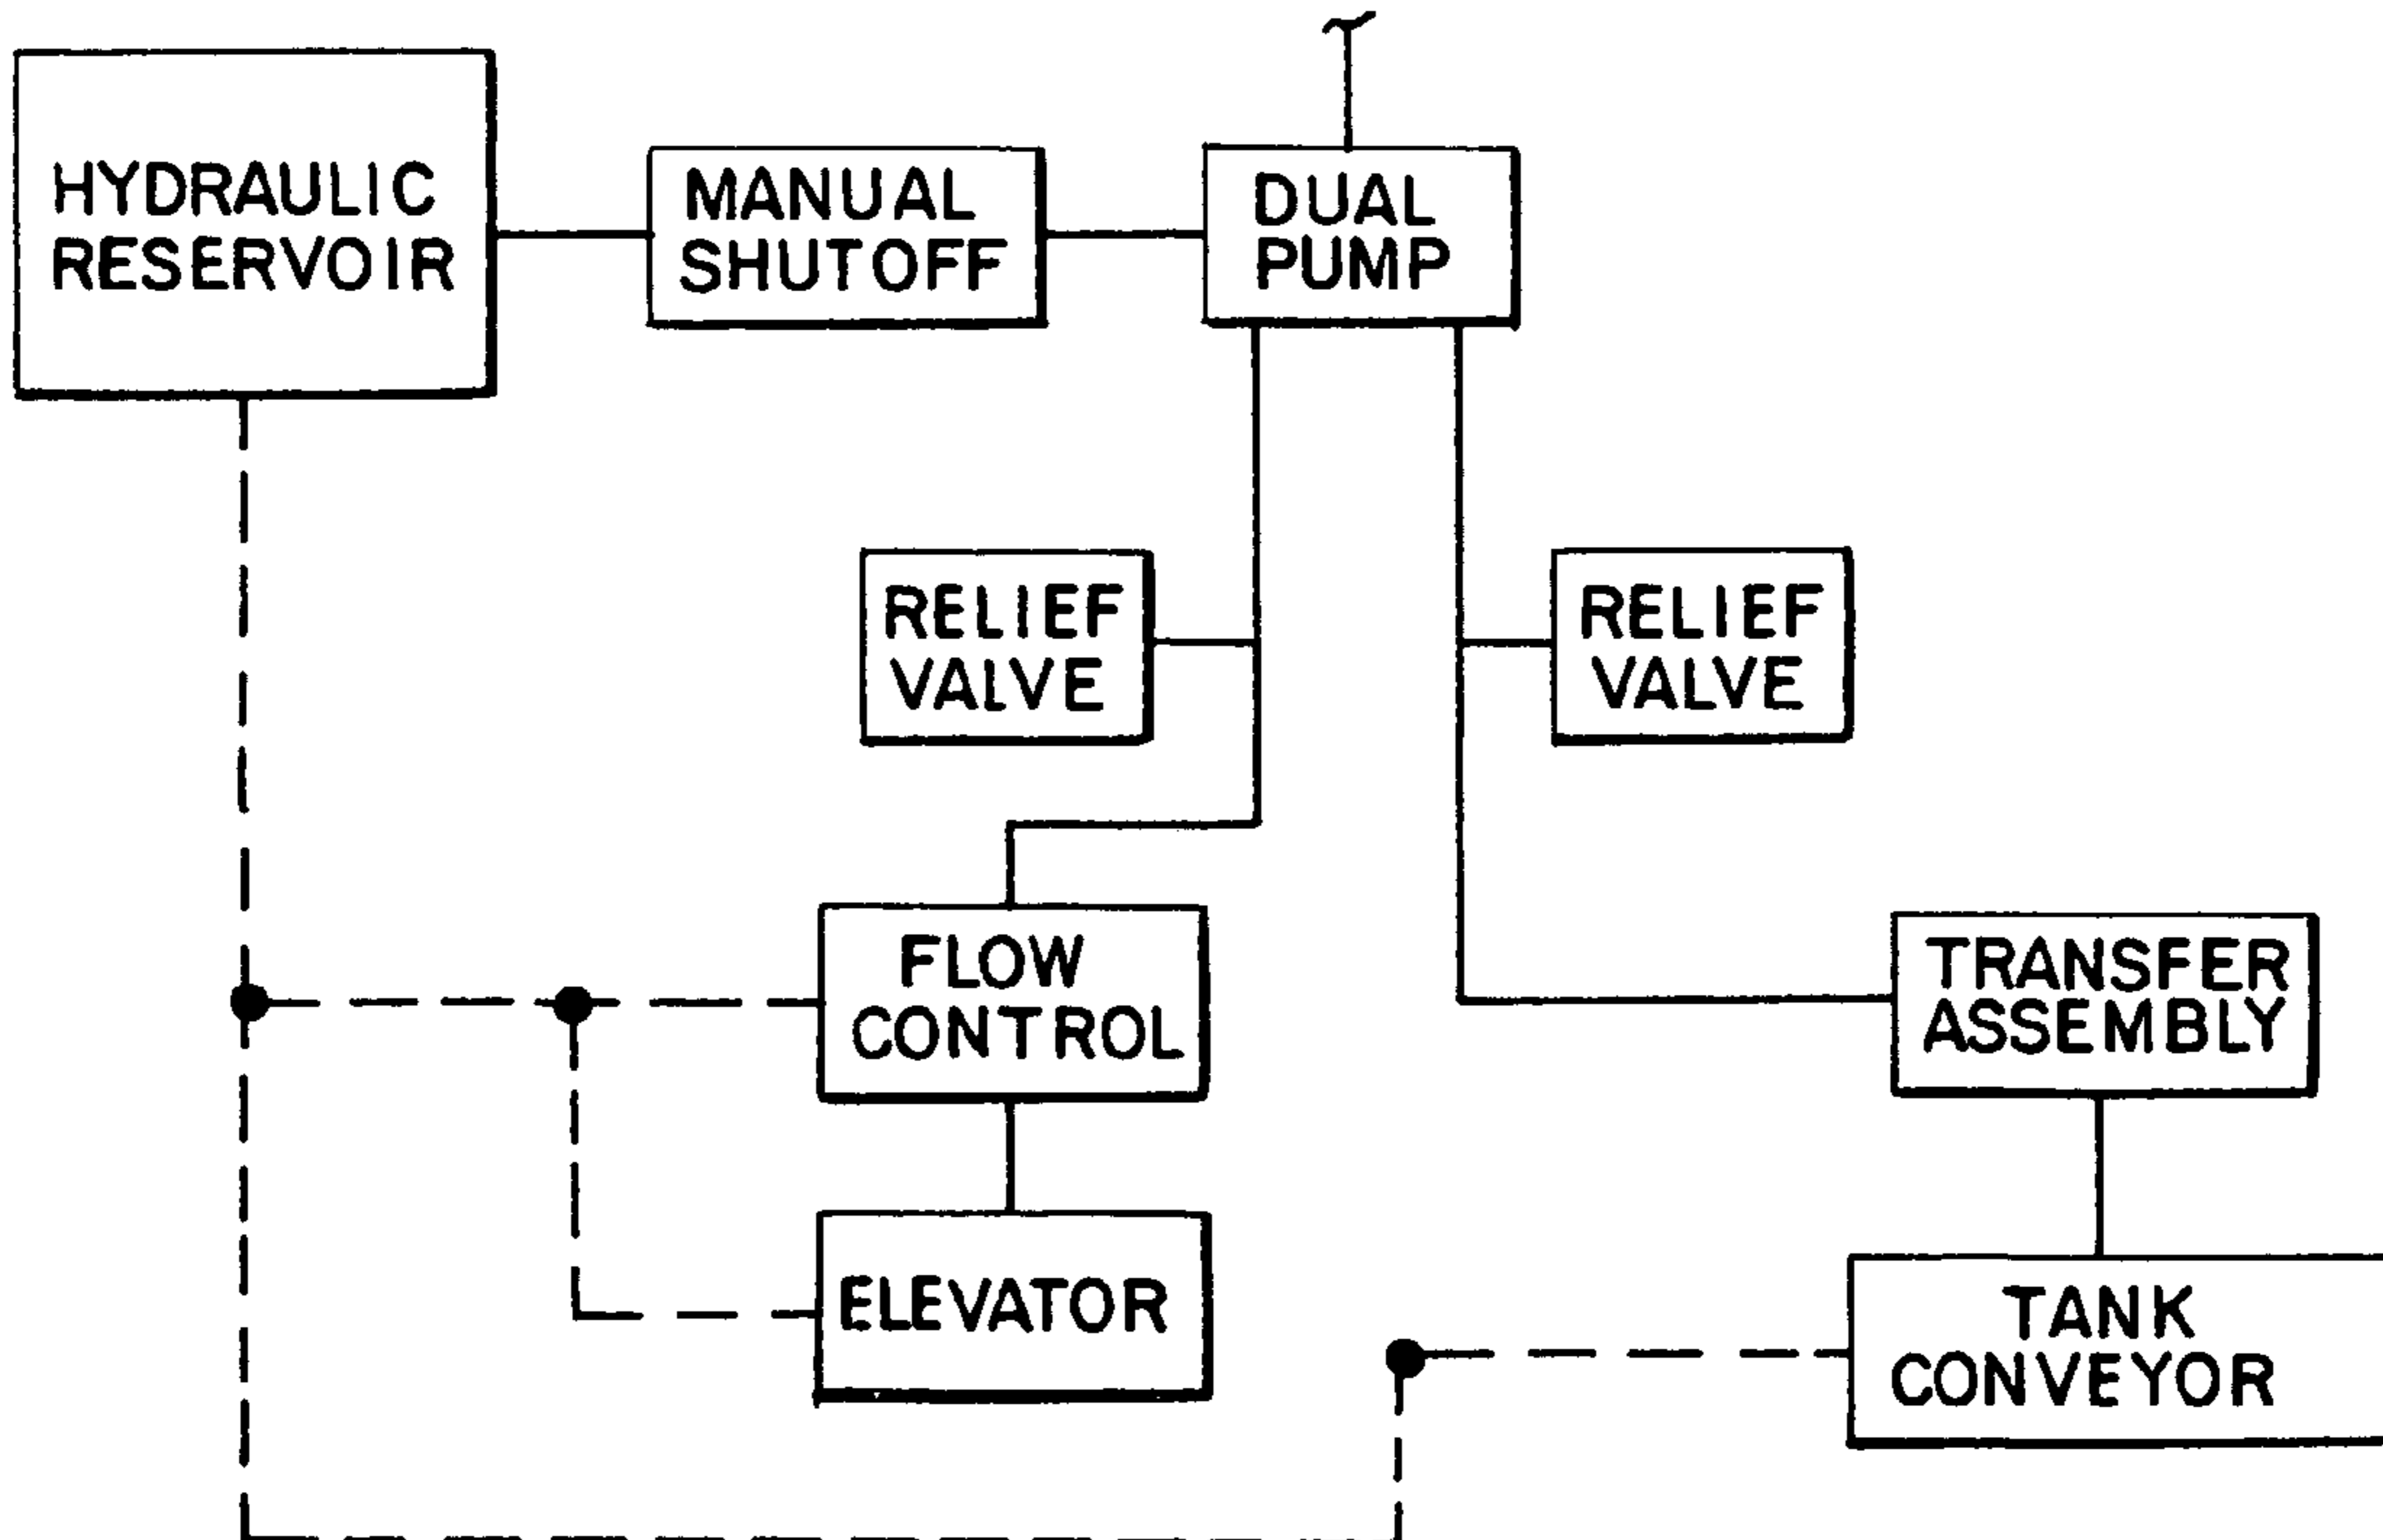 HYDRAULIC
RESERVOIR
MANUAL
SHUTOFF
DUAL
PUMP
RELIEF
VALVE
RELIEF
VALVE
FLOW
CONTROL
TRANSFER
ASSEMBLY
ELEVATOR
TANK
CONVEYOR